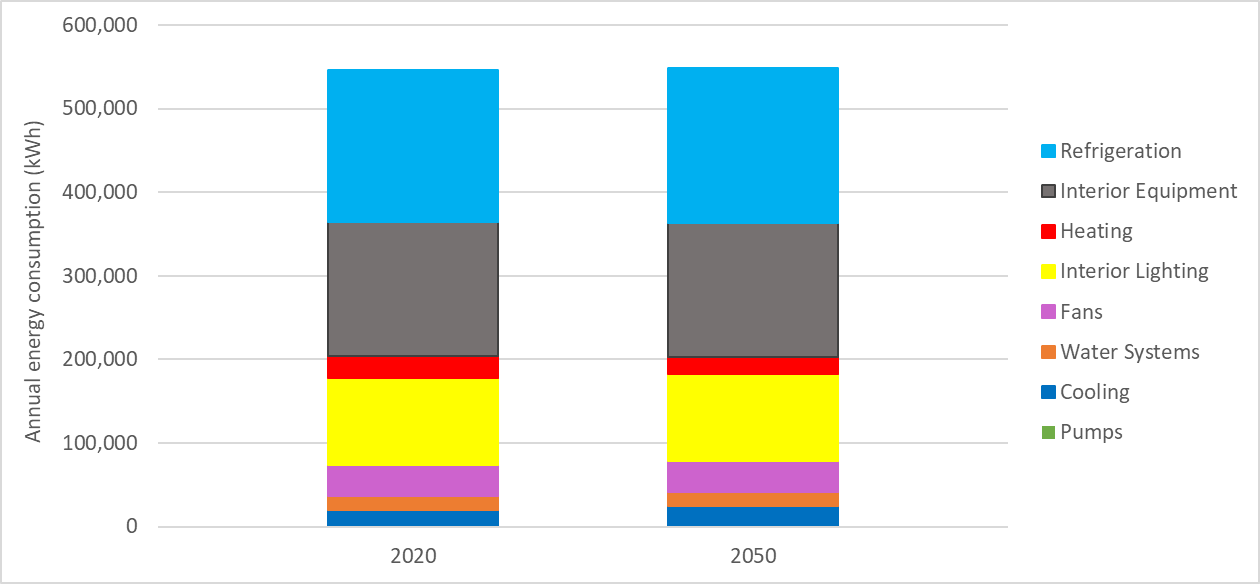 600,000
500,000
400,000
300,000
200,000
100,000
0
Annual energy consumption (kWh)
2020
2050
Refrigeration
Interior Equipment
Heating
Interior Lighting
Fans
Water Systems
Cooling
Pumps